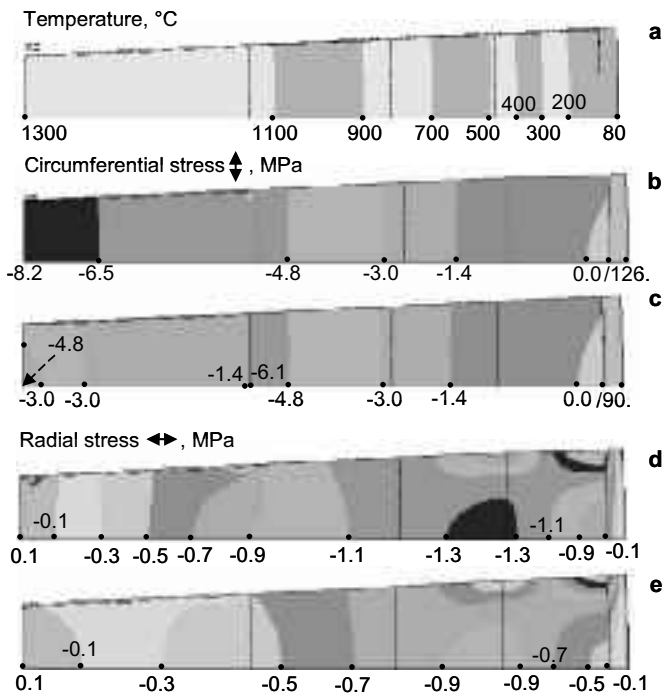 Temperature, °C
a
400 200
1300 1100 900 700 500 300 80
Circumferential stress ↕ , MPa
b
-8.2 -6.5 -4.8 -3.0 -1.4 0.0/126.
c
-4.8
-1.4 -6.1
-3.0 -3.0 -4.8 -3.0 -1.4 0.0/90.
Radial stress ↔ , MPa
d
-0.1 -1.1
0.1 -0.3 -0.5 -0.7 -0.9 -1.1 -1.3 -1.3 -0.9 -0.1
e
-0.1 -0.7
0.1 -0.3 -0.5 -0.7 -0.9 -0.9 -0.5 -0.1